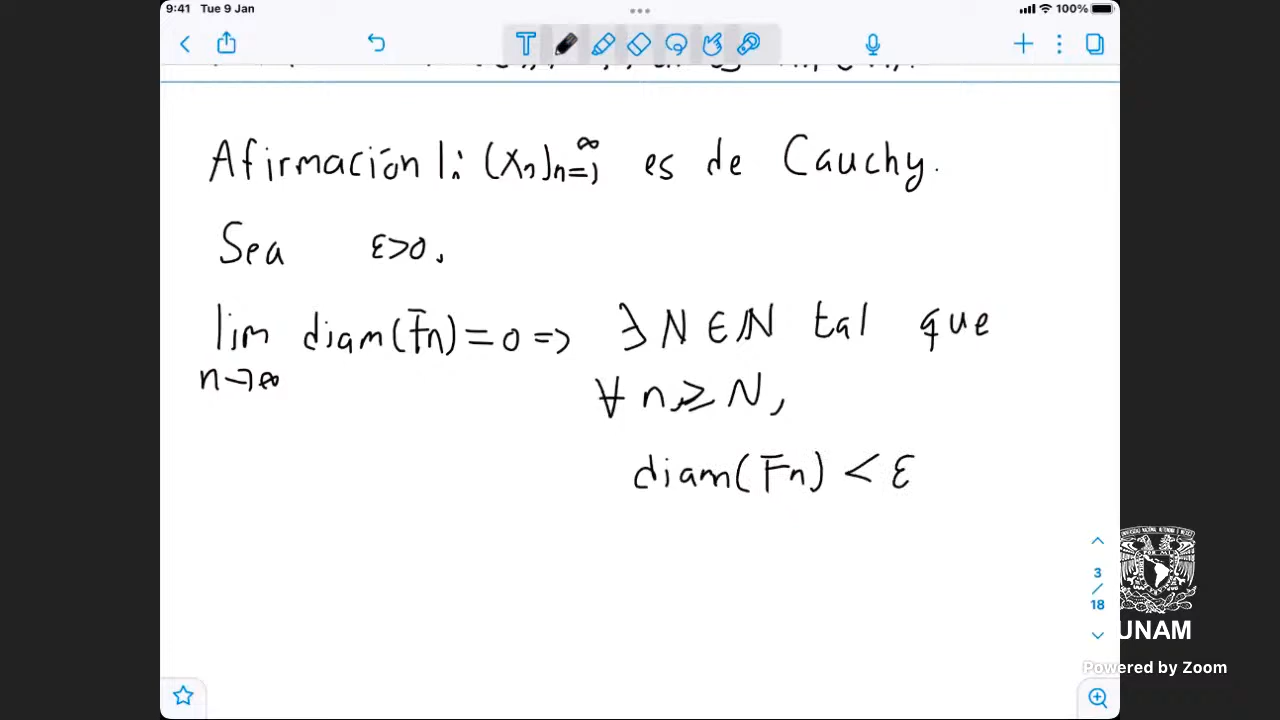 9:41 Tue 9 Jan
100%
Afirmación 1: (xn)n=1^∞ es de Cauchy.
Sea ε>0,
lim diam(Fn)=0 => ∃ N ∈ ℕ tal que
n→∞
∀ n ≥ N,
diam(Fn) < ε
3
/
18
UNAM
Powered by Zoom